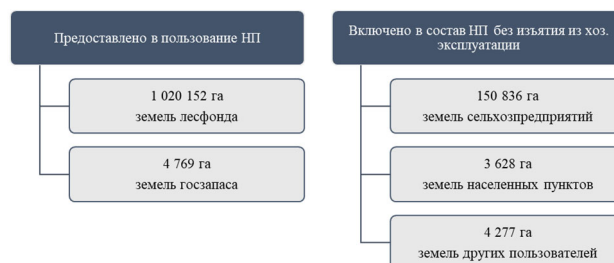 Предоставлено в пользование НП
1 020 152 га
земель лесфонда
4 769 га
земель госзапаса
Включено в состав НП без изъятия из хоз.
эксплуатации
150 836 га
земель сельхозпредприятий
3 628 га
земель населенных пунктов
4 277 га
земель других пользователей